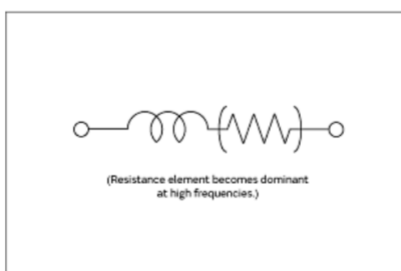 (Resistance element becomes dominant
at high frequencies.)